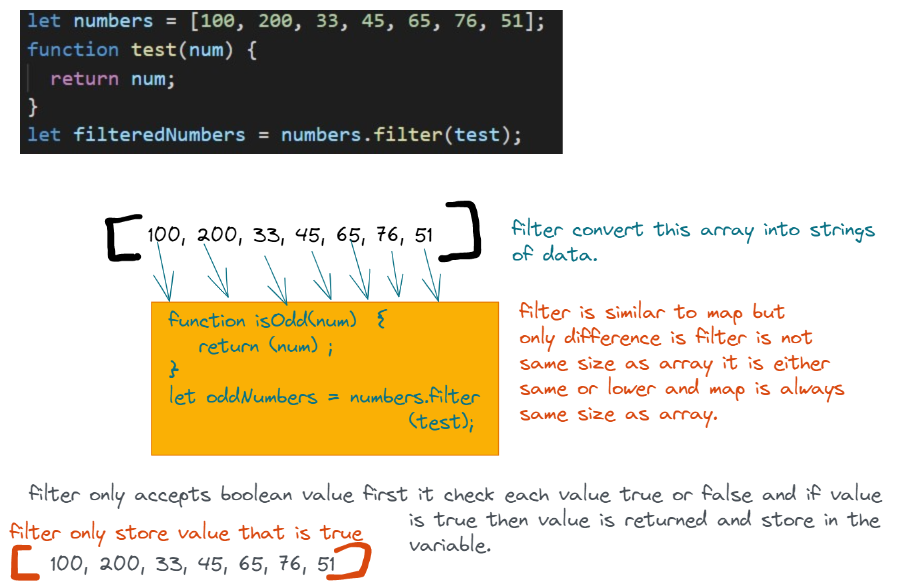 let numbers = [100, 200, 33, 45, 65, 76, 51];
function test(num) {
return num;
}
let filteredNumbers = numbers.filter(test);
[100, 200, 33, 45, 65, 76, 51]
filter convert this array into strings
of data.
function isOdd(num) {
return (num) ;
}
let oddNumbers = numbers.filter
(test);
filter is similar to map but
only difference is filter is not
same size as array it is either
same or lower and map is always
same size as array.
filter only accepts boolean value first it check each value true or false and if value
is true then value is returned and store in the
variable.
filter only store value that is true
[100, 200, 33, 45, 65, 76, 51]